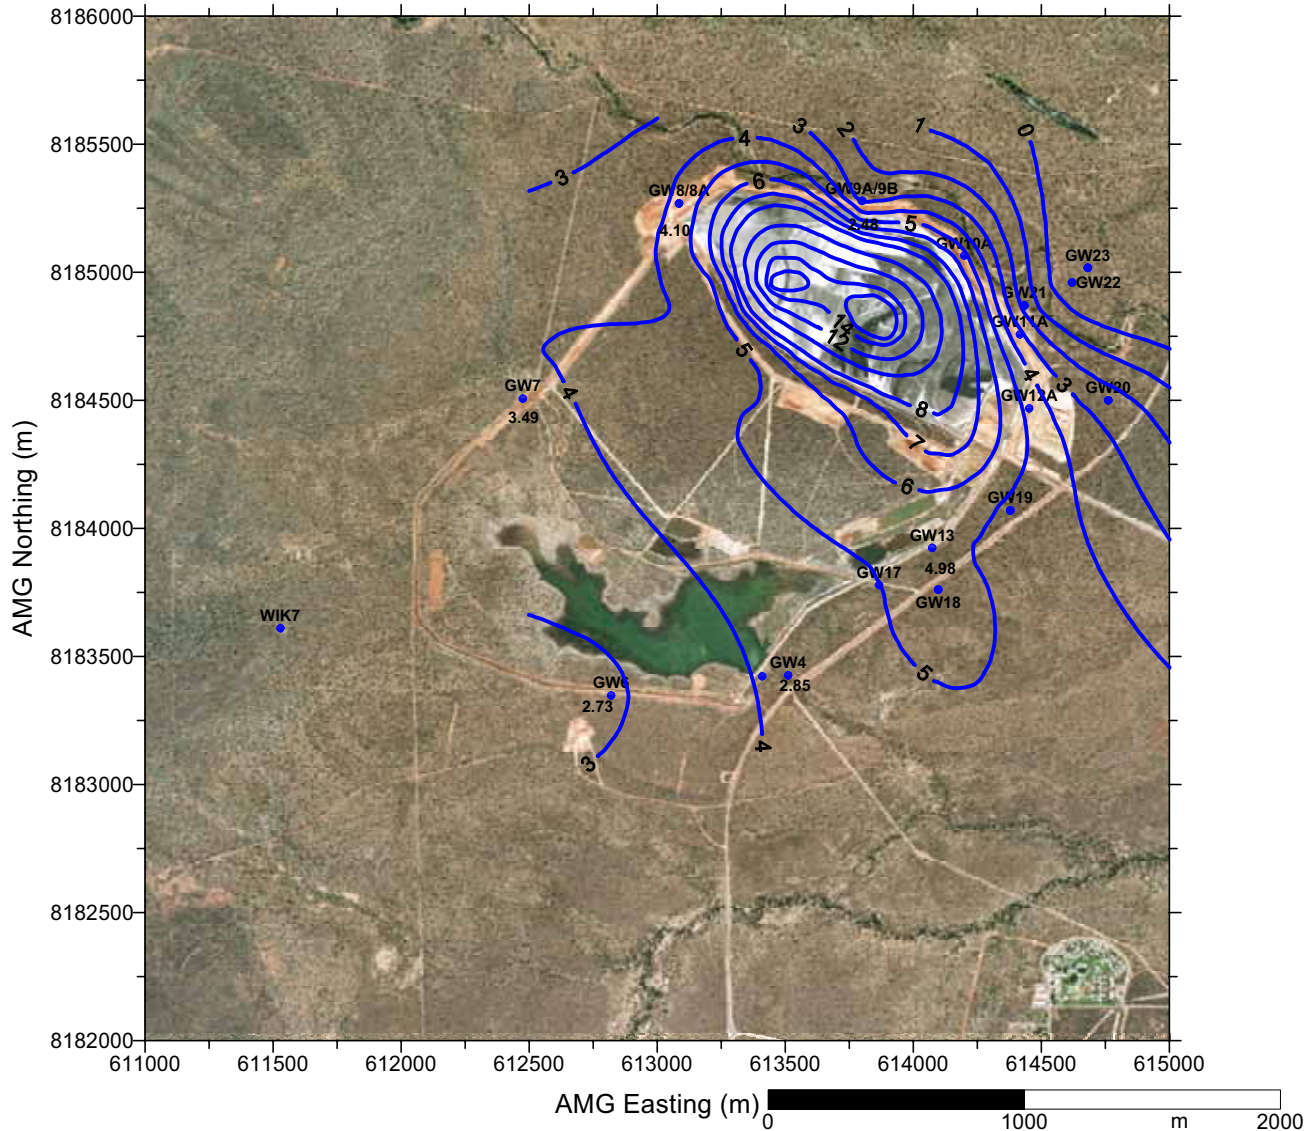 8186000
8185500
8185000
8184500
8184000
8183500
8183000
8182500
8182000
AMG Northing (m)
3
4
3
2
1
0
6
GW8/8A
4.10
GW9A/9B
2.48
5
GW10A
GW23
GW22
GW21
GW11A
14
12
5
4
3
GW7
3.49
4
GW12A
GW20
8
7
6
GW19
GW13
4.98
GW17
GW18
WIK7
GW4
2.85
5
GW6
2.73
4
3
611000 611500 612000 612500 613000 613500 614000 614500 615000
AMG Easting (m)
0 1000 m 2000